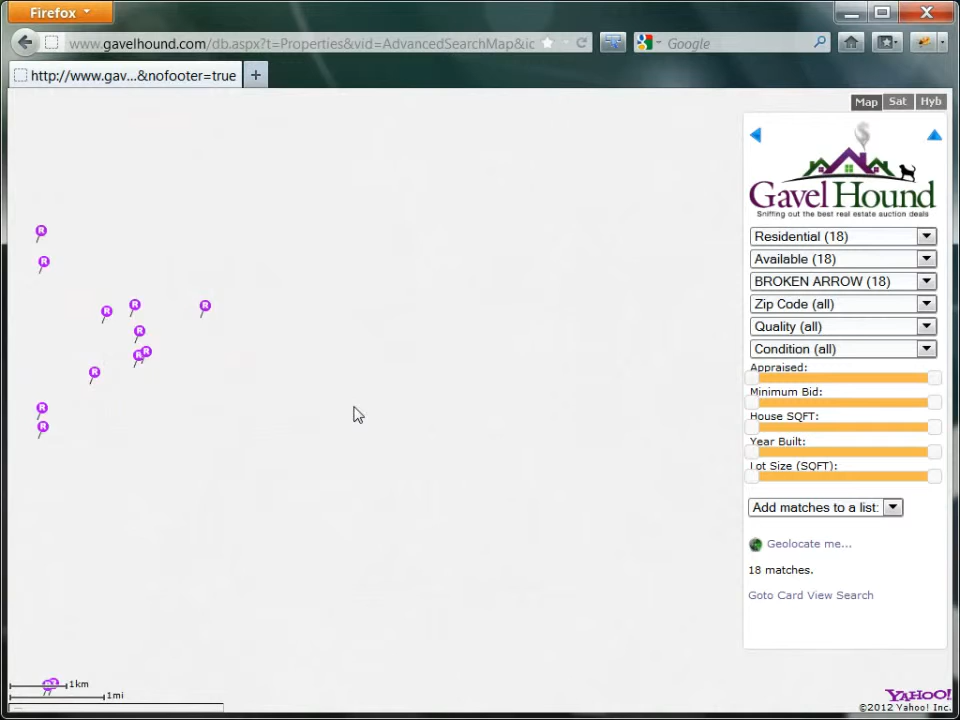 Firefox
www.gavelhound.com/db.aspx?t=Properties&vid=AdvancedSearchMap&ic
Google
http://www.gav...&nofooter=true
+
Map Sat Hyb
$
GavelHound
Sniffing out the best real estate auction deals
Residential (18)
Available (18)
BROKEN ARROW (18)
Zip Code (all)
Quality (all)
Condition (all)
Appraised:
Minimum Bid:
House SQFT:
Year Built:
Lot Size (SQFT):
Add matches to a list:
Geolocate me...
18 matches.
Goto Card View Search
R
R
R
R
R
R
R
R
R
R
R
1km
1mi
YAHOO!
©2012 Yahoo! Inc.